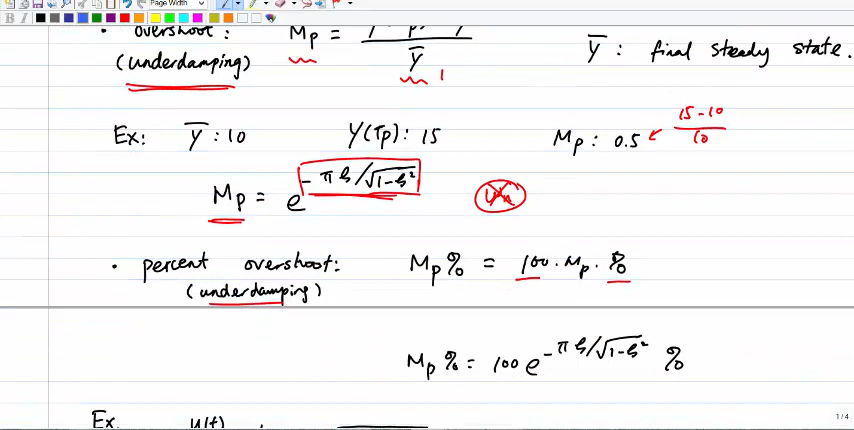 Page Width
B
• overshoot : Mp =
Ȳ
1
Ȳ : final steady state.
(underdamping)
Ex: Ȳ : 10 Y(Tp) : 15 Mp : 0.5 ← (15 - 10)/10
Mp = e^(-πζ/√(1-ζ²))
• percent overshoot: Mp% = 100 · Mp · %
(underdamping)
Mp% = 100 e^(-πζ/√(1-ζ²)) %
1 / 4
Ex.